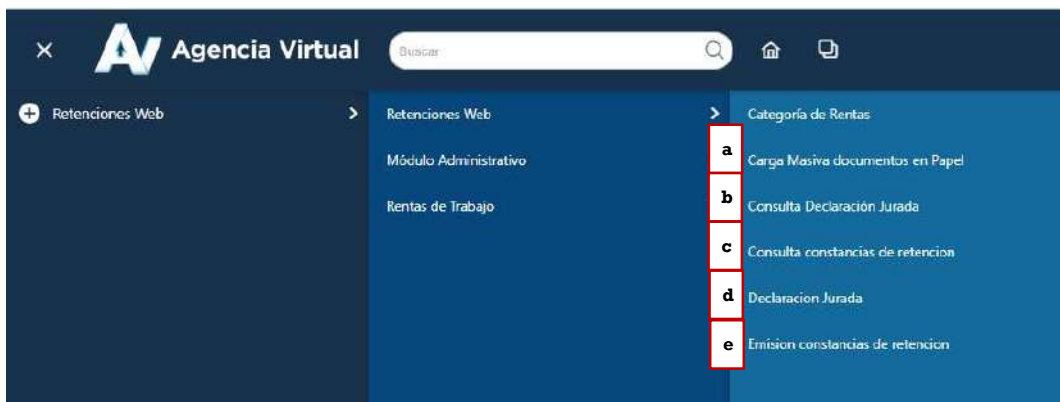 × AV Agencia Virtual Buscar
Retenciones Web
Retenciones Web
Módulo Administrativo
Rentas de Trabajo
Categoría de Rentas
a Carga Masiva documentos en Papel
b Consulta Declaración Jurada
c Consulta constancias de retencion
d Declaracion Jurada
e Emision constancias de retencion